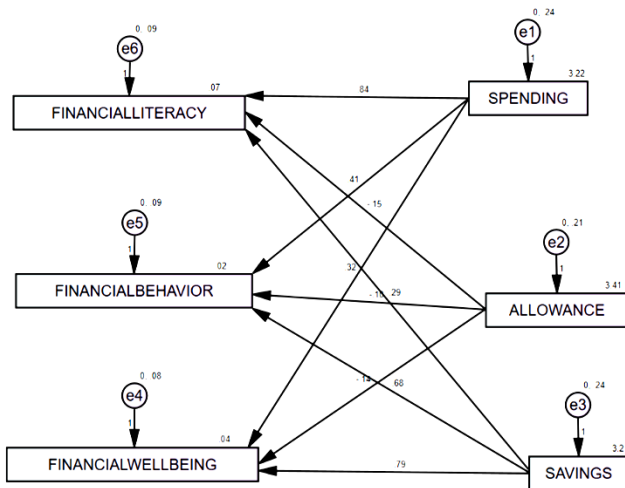 0, .09
e6
1
.07
FINANCIALLITERACY
0, .24
e1
1
3.22
SPENDING
.84
.41
-.15
0, .09
e5
1
.02
FINANCIALBEHAVIOR
0, .21
e2
1
3.41
ALLOWANCE
.32
.29
0, .08
e4
1
.04
FINANCIALWELLBEING
-.14
.68
.79
0, .24
e3
1
3.2
SAVINGS